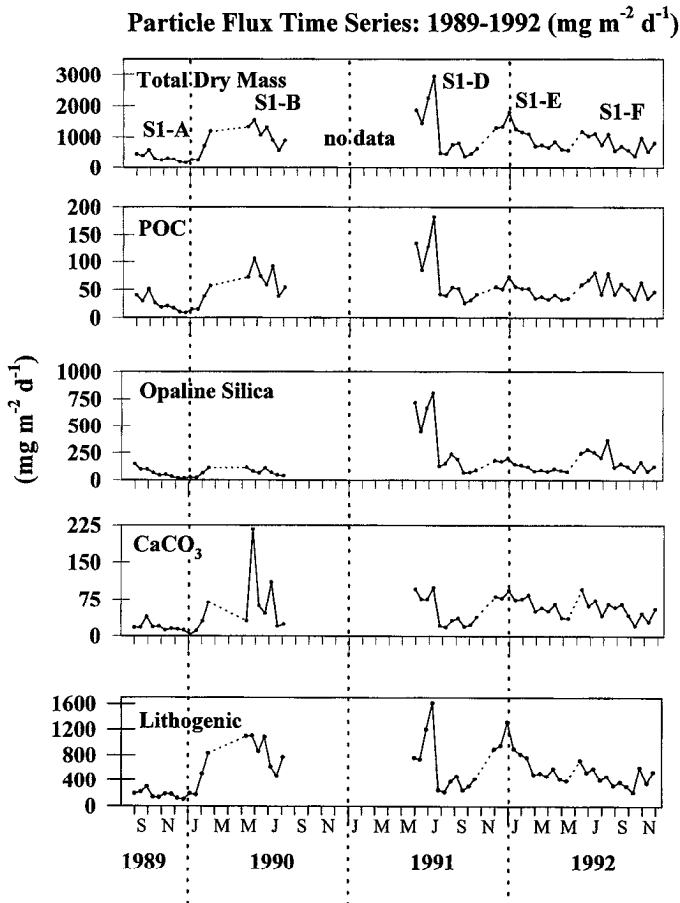 Particle Flux Time Series: 1989-1992 (mg m⁻² d⁻¹)
3000
2000
1000
0
Total Dry Mass
S1-A
S1-B
no data
S1-D
S1-E
S1-F
200
150
100
50
0
POC
(mg m⁻² d⁻¹)
1000
750
500
250
0
Opaline Silica
225
150
75
0
CaCO₃
1600
1200
800
400
0
Lithogenic
S N J M M J S N J M M J S N J M M J S N
1989 1990 1991 1992